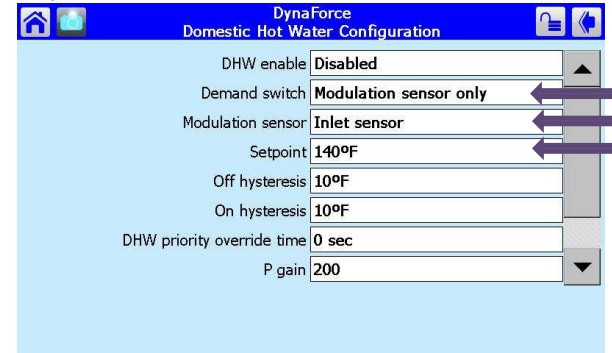 DynaForce
Domestic Hot Water Configuration
DHW enable Disabled
Demand switch Modulation sensor only
Modulation sensor Inlet sensor
Setpoint 140ºF
Off hysteresis 10ºF
On hysteresis 10ºF
DHW priority override time 0 sec
P gain 200